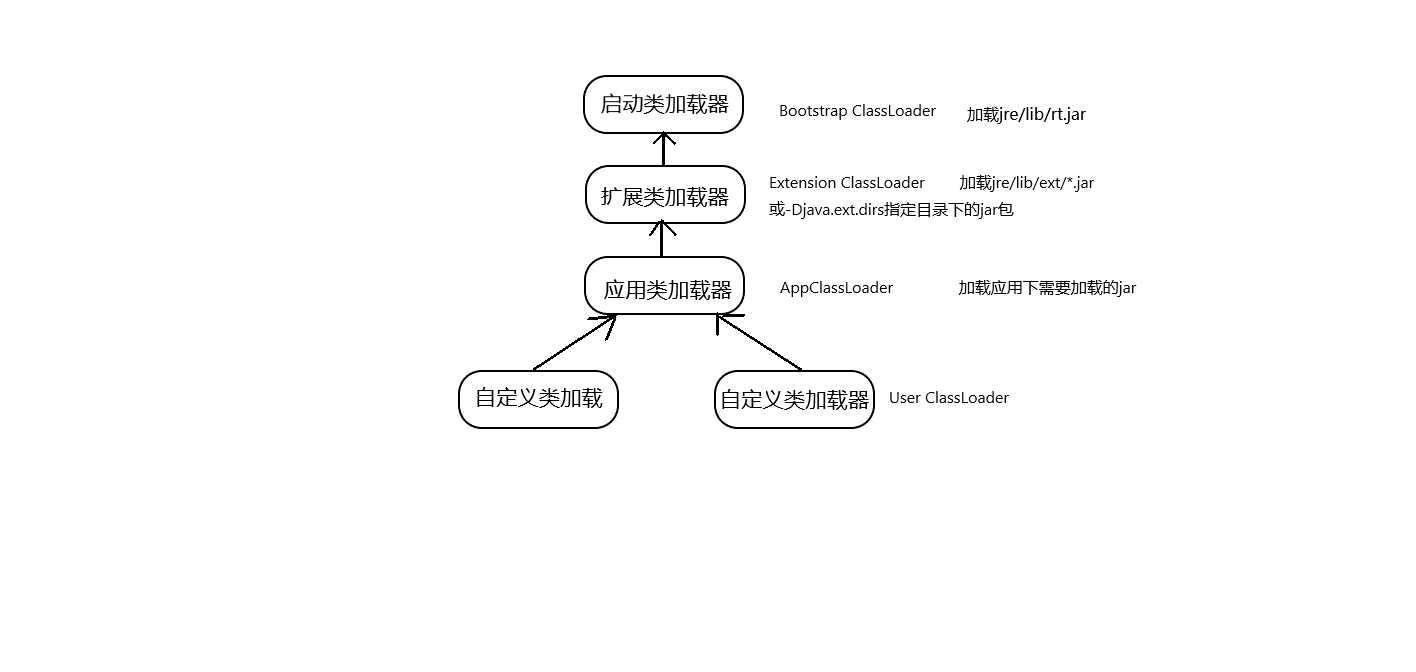 启动类加载器 Bootstrap ClassLoader 加载jre/lib/rt.jar
扩展类加载器 Extension ClassLoader 加载jre/lib/ext/*.jar
或-Djava.ext.dirs指定目录下的jar包
应用类加载器 AppClassLoader 加载应用下需要加载的jar
自定义类加载 自定义类加载器 User ClassLoader